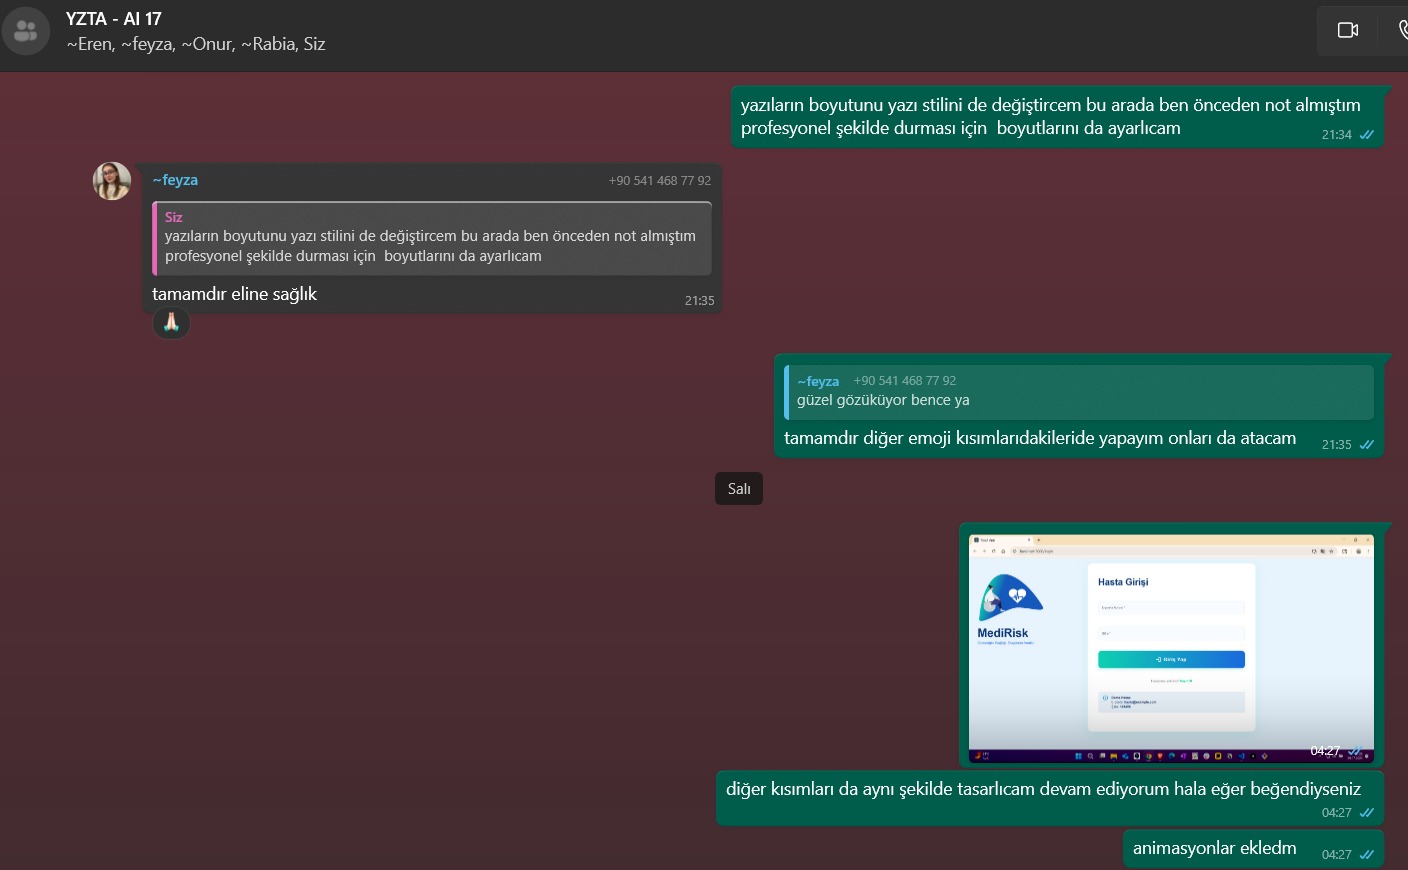 YZTA - AI 17
~Eren, ~feyza, ~Onur, ~Rabia, Siz
yazıların boyutunu yazı stilini de değiştircem bu arada ben önceden not almıştım
profesyonel şekilde durması için  boyutlarını da ayarlıcam
21:34
~feyza
+90 541 468 77 92
Siz
yazıların boyutunu yazı stilini de değiştircem bu arada ben önceden not almıştım
profesyonel şekilde durması için  boyutlarını da ayarlıcam
tamamdır eline sağlık
21:35
~feyza +90 541 468 77 92
güzel gözüküyor bence ya
tamamdır diğer emoji kısımlarıdakileride yapayım onları da atacam
21:35
Salı
MediRisk
Hasta Girişi
Giriş Yap
04:27
diğer kısımları da aynı şekilde tasarlıcam devam ediyorum hala eğer beğendiyseniz
04:27
animasyonlar ekledm
04:27